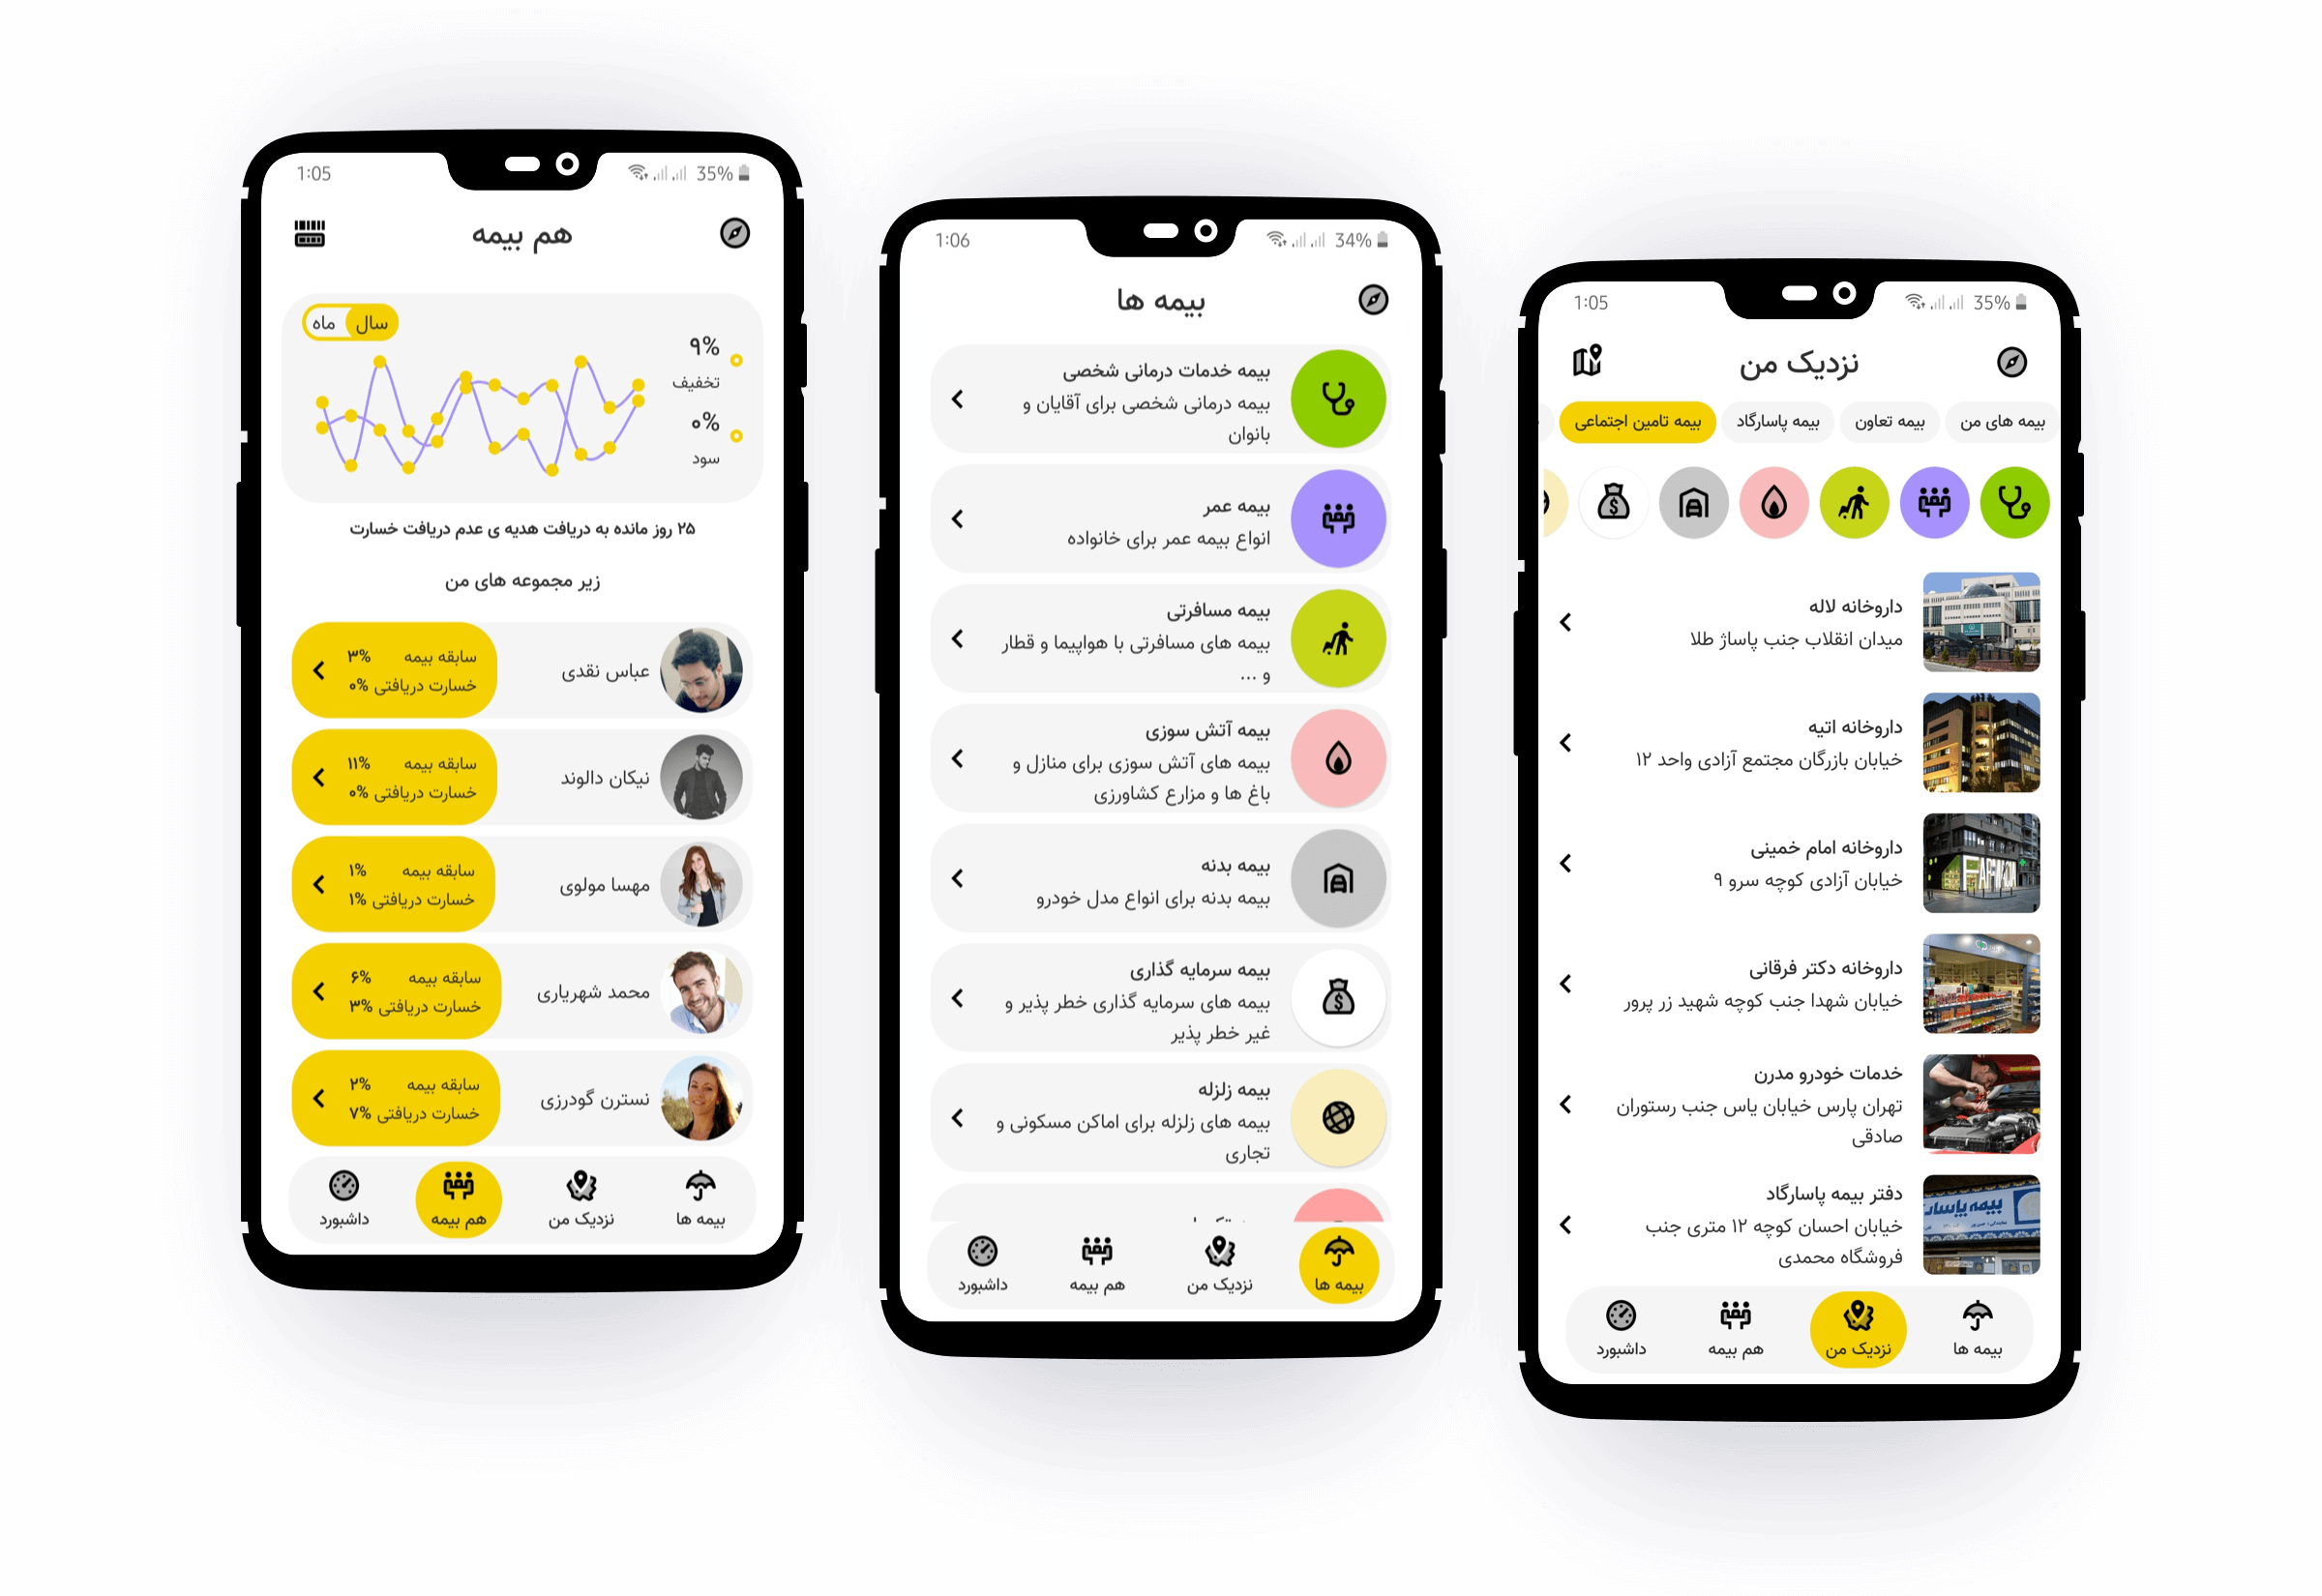 1:05
35%
هم بیمه
سال
ماه
۹%
تخفیف
۰%
سود
۲۵ روز مانده به دریافت هدیه ی عدم دریافت خسارت
زیر مجموعه های من
عباس نقدی
سابقه بیمه ۳%
خسارت دریافتی ۰%
نیکان دالوند
سابقه بیمه ۱۱%
خسارت دریافتی ۰%
مهسا مولوی
سابقه بیمه ۱%
خسارت دریافتی ۱%
محمد شهریاری
سابقه بیمه ۶%
خسارت دریافتی ۳%
نسترن گودرزی
سابقه بیمه ۲%
خسارت دریافتی ۷%
بیمه ها
نزدیک من
هم بیمه
داشبورد
1:06
34%
بیمه ها
بیمه خدمات درمانی شخصی
بیمه درمانی شخصی برای آقایان و
بانوان
بیمه عمر
انواع بیمه عمر برای خانواده
بیمه مسافرتی
بیمه های مسافرتی با هواپیما و قطار
و ...
بیمه آتش سوزی
بیمه های آتش سوزی برای منازل و
باغ ها و مزارع کشاورزی
بیمه بدنه
بیمه بدنه برای انواع مدل خودرو
بیمه سرمایه گذاری
بیمه های سرمایه گذاری خطر پذیر و
غیر خطر پذیر
بیمه زلزله
بیمه های زلزله برای اماکن مسکونی و
تجاری
بیمه ها
نزدیک من
هم بیمه
داشبورد
1:05
35%
نزدیک من
بیمه های من
بیمه تعاون
بیمه پاسارگاد
بیمه تامین اجتماعی
داروخانه لاله
میدان انقلاب جنب پاساژ طلا
داروخانه اتیه
خیابان بازرگان مجتمع آزادی واحد ۱۲
داروخانه امام خمینی
خیابان آزادی کوچه سرو ۹
داروخانه دکتر فرقانی
خیابان شهدا جنب کوچه شهید زر پرور
خدمات خودرو مدرن
تهران پارس خیابان یاس جنب رستوران
صادقی
دفتر بیمه پاسارگاد
خیابان احسان کوچه ۱۲ متری جنب
فروشگاه محمدی
بیمه ها
نزدیک من
هم بیمه
داشبورد